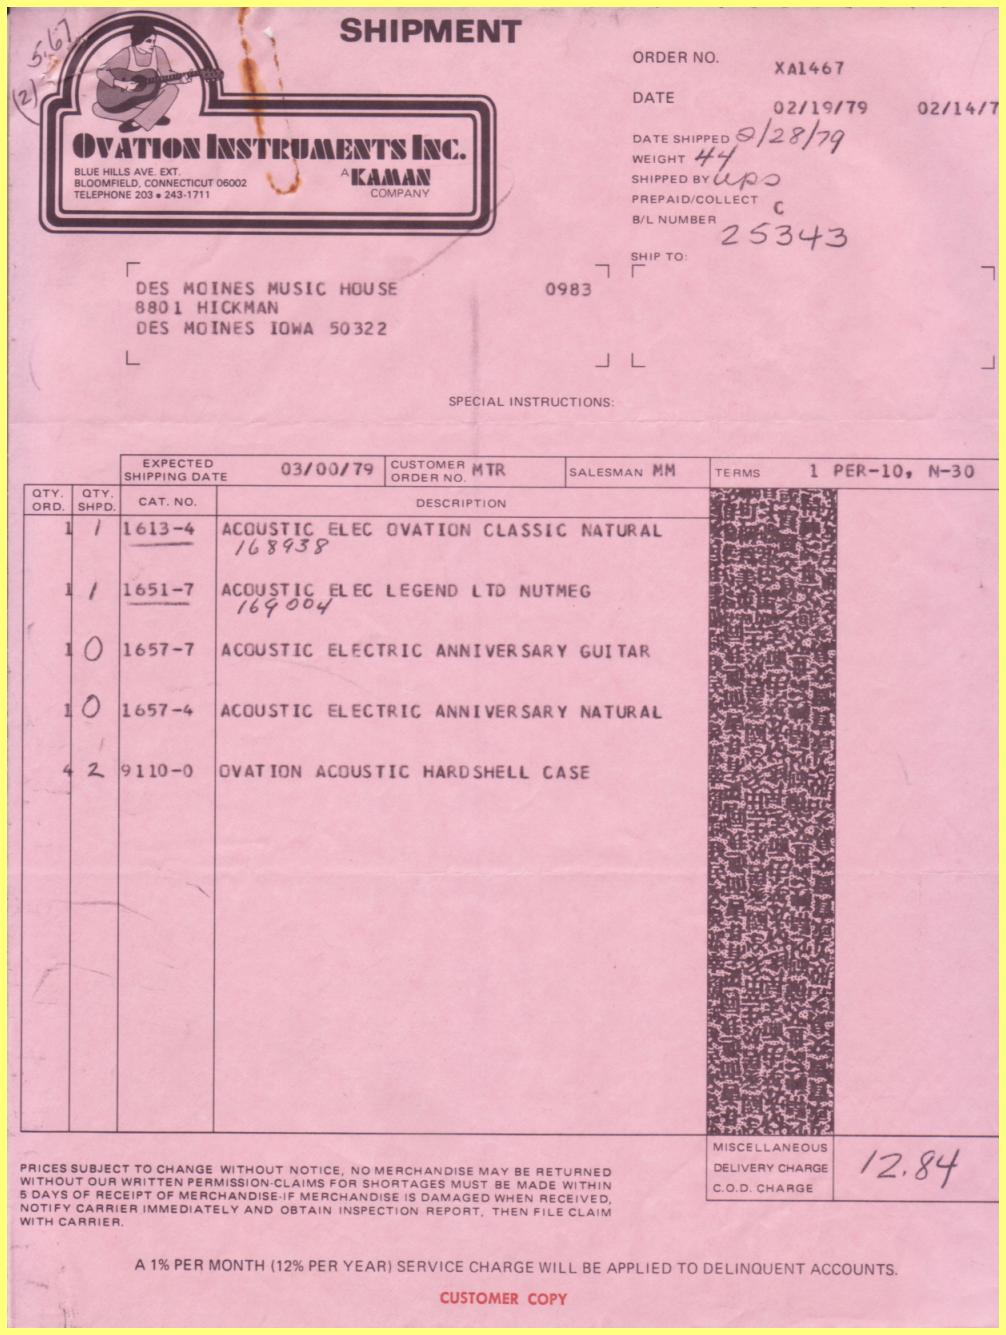 SHIPMENT
5.67
(2)
OVATION INSTRUMENTS INC.
BLUE HILLS AVE. EXT.
BLOOMFIELD, CONNECTICUT 06002
TELEPHONE 203 • 243-1711
A KAMAN COMPANY
ORDER NO. XA1467
DATE 02/19/79 02/14/7
DATE SHIPPED 2/28/79
WEIGHT 44
SHIPPED BY ups
PREPAID/COLLECT C
B/L NUMBER 25343
SHIP TO:
DES MOINES MUSIC HOUSE 0983
8801 HICKMAN
DES MOINES IOWA 50322
SPECIAL INSTRUCTIONS:
EXPECTED SHIPPING DATE 03/00/79 CUSTOMER ORDER NO. MTR SALESMAN MM TERMS 1 PER-10, N-30
QTY. ORD. QTY. SHPD. CAT. NO. DESCRIPTION
1 1 1613-4 ACOUSTIC ELEC OVATION CLASSIC NATURAL
168938
1 1 1651-7 ACOUSTIC ELEC LEGEND LTD NUTMEG
169004
1 0 1657-7 ACOUSTIC ELECTRIC ANNIVERSARY GUITAR
1 0 1657-4 ACOUSTIC ELECTRIC ANNIVERSARY NATURAL
4 2 9110-0 OVATION ACOUSTIC HARDSHELL CASE
MISCELLANEOUS
DELIVERY CHARGE 12.84
C.O.D. CHARGE
PRICES SUBJECT TO CHANGE WITHOUT NOTICE, NO MERCHANDISE MAY BE RETURNED
WITHOUT OUR WRITTEN PERMISSION-CLAIMS FOR SHORTAGES MUST BE MADE WITHIN
5 DAYS OF RECEIPT OF MERCHANDISE-IF MERCHANDISE IS DAMAGED WHEN RECEIVED,
NOTIFY CARRIER IMMEDIATELY AND OBTAIN INSPECTION REPORT, THEN FILE CLAIM
WITH CARRIER.
A 1% PER MONTH (12% PER YEAR) SERVICE CHARGE WILL BE APPLIED TO DELINQUENT ACCOUNTS.
CUSTOMER COPY